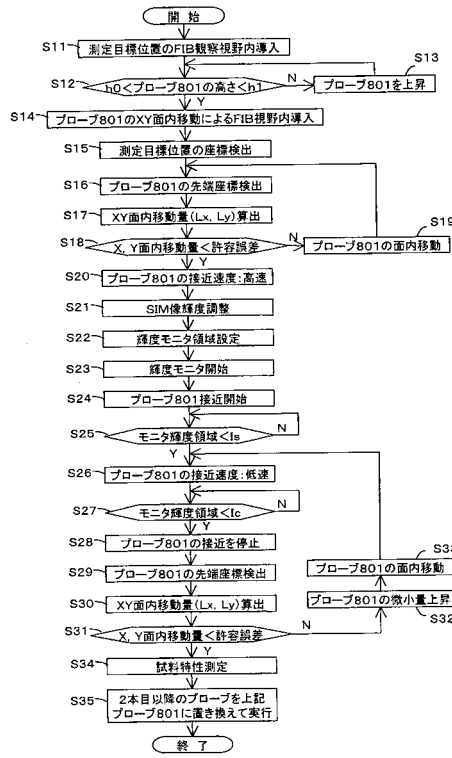 開 始
S11 測定目標位置のFIB観察視野内導入
S12 h0<プローブ801の高さ<h1
N
S13 プローブ801を上昇
Y
S14 プローブ801のXY面内移動によるFIB視野内導入
S15 測定目標位置の座標検出
S16 プローブ801の先端座標検出
S17 XY面内移動量(Lx, Ly)算出
S18 X, Y面内移動量<許容誤差
N
S19 プローブ801の面内移動
Y
S20 プローブ801の接近速度:高速
S21 SIM像輝度調整
S22 輝度モニタ領域設定
S23 輝度モニタ開始
S24 プローブ801接近開始
S25 モニタ輝度領域<Is
N
Y
S26 プローブ801の接近速度:低速
S27 モニタ輝度領域<Ic
N
Y
S28 プローブ801の接近を停止
S29 プローブ801の先端座標検出
S30 XY面内移動量(Lx, Ly)算出
S31 X, Y面内移動量<許容誤差
N
S32 プローブ801の微小量上昇
S33 プローブ801の面内移動
Y
S34 試料特性測定
S35 2本目以降のプローブを上記
プローブ801に置き換えて実行
終 了